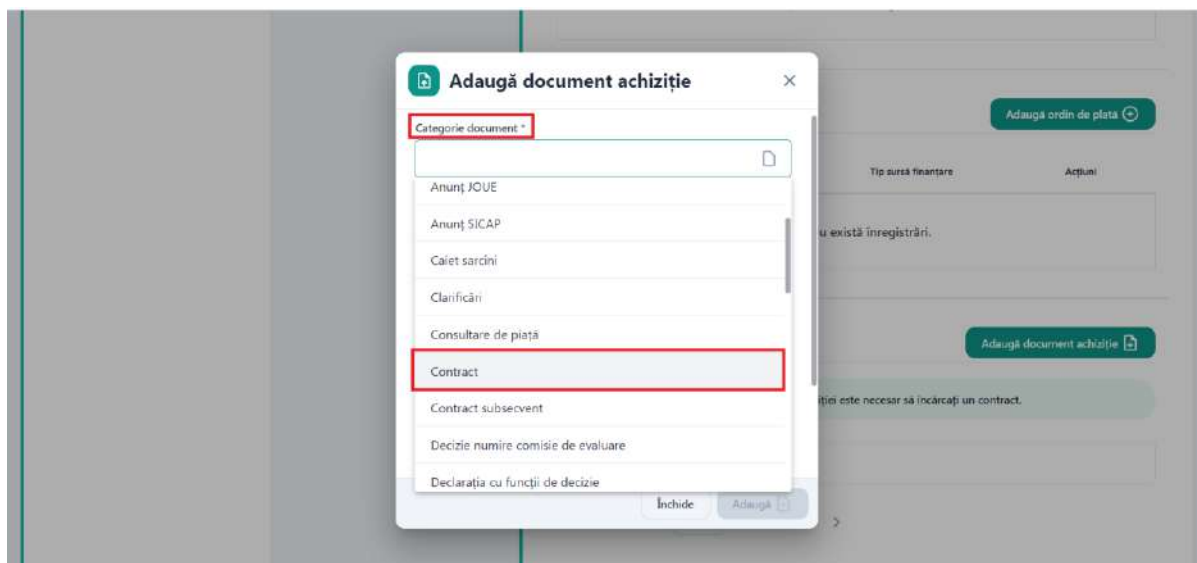 Adaugă document achiziție
Categorie document *
Adaugă ordin de plată
Tip sursă finanțare
Acțiuni
Anunț JOUE
Anunț SICAP
u există înregistrări.
Caiet sarcini
Clarificări
Consultare de piață
Adaugă document achiziție
Contract
iției este necesar să încărcați un contract.
Contract subsecvent
Decizie numire comisie de evaluare
Declarația cu funcții de decizie
Închide
Adaugă